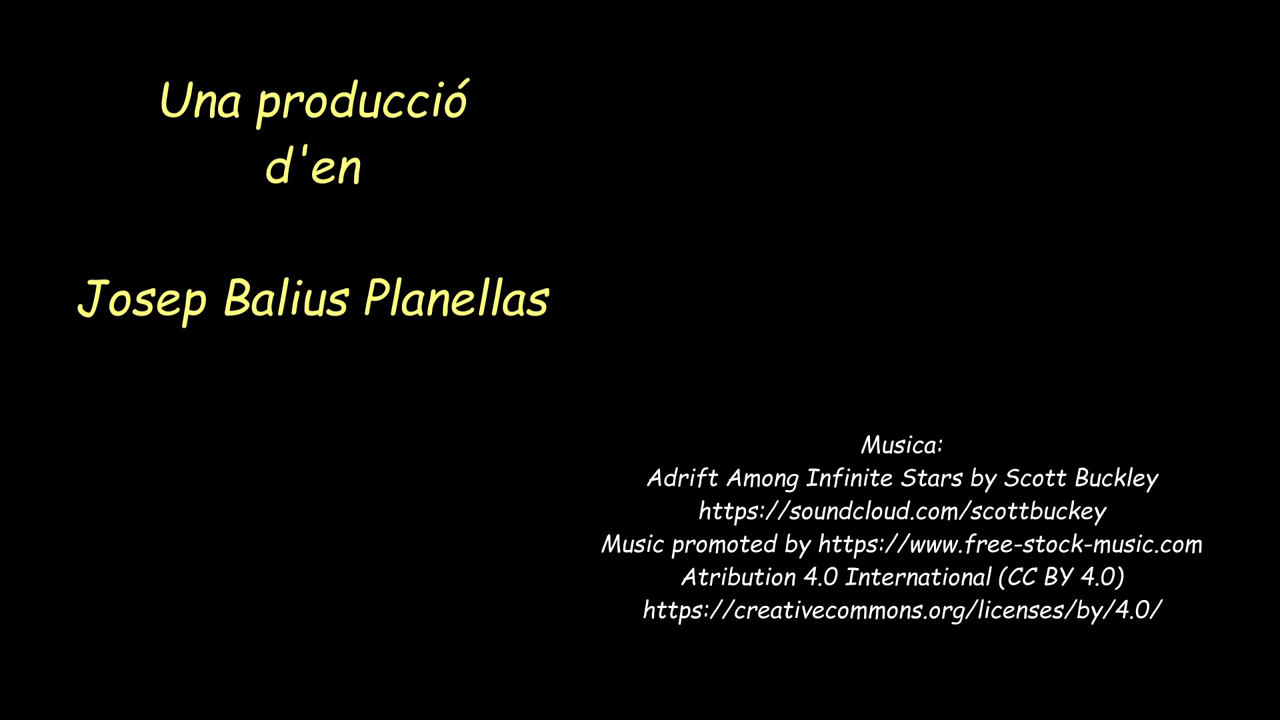 Una producció
d'en
Josep Balius Planellas
Musica:
Adrift Among Infinite Stars by Scott Buckley
https://soundcloud.com/scottbuckey
Music promoted by https://www.free-stock-music.com
Atribution 4.0 International (CC BY 4.0)
https://creativecommons.org/licenses/by/4.0/